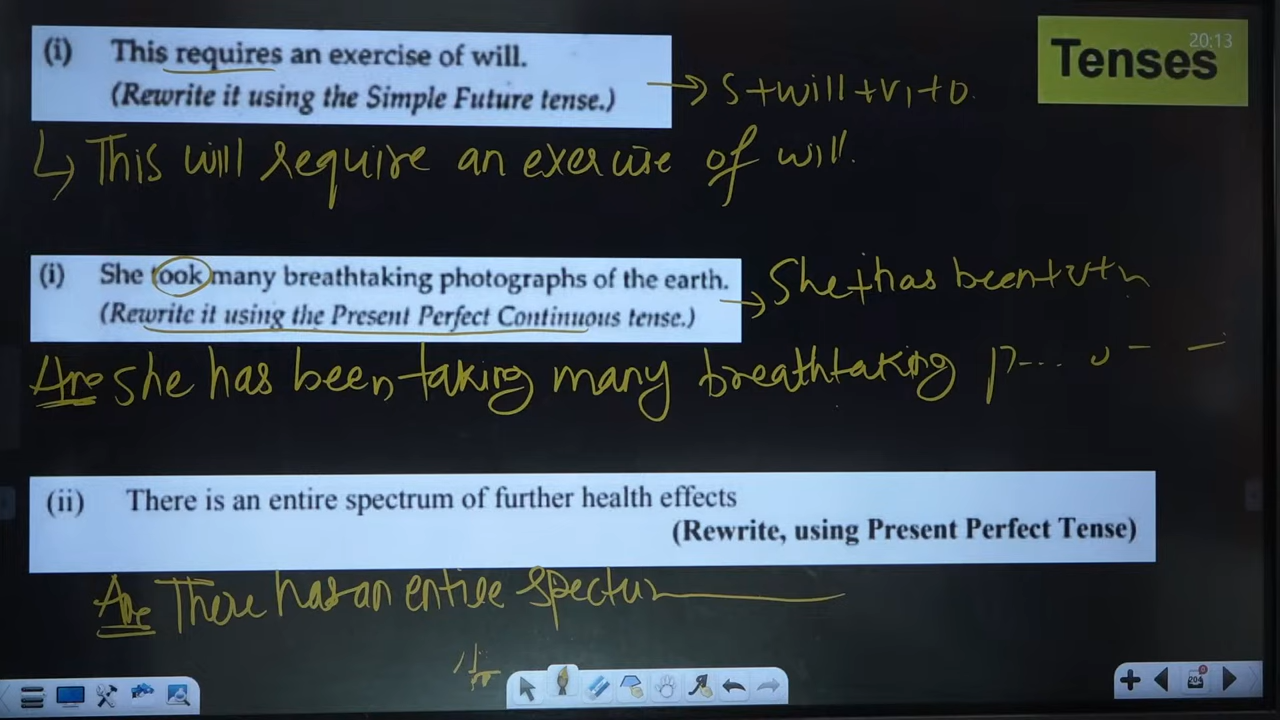 20:13
Tenses
(i) This requires an exercise of will.
(Rewrite it using the Simple Future tense.)
→ S+will+V1+O.
↳ This will require an exercise of will.
(i) She took many breathtaking photographs of the earth.
(Rewrite it using the Present Perfect Continuous tense.)
→ She+has been+
Ans She has been taking many breathtaking p---
(ii) There is an entire spectrum of further health effects
(Rewrite, using Present Perfect Tense)
Ans There has an entire
204